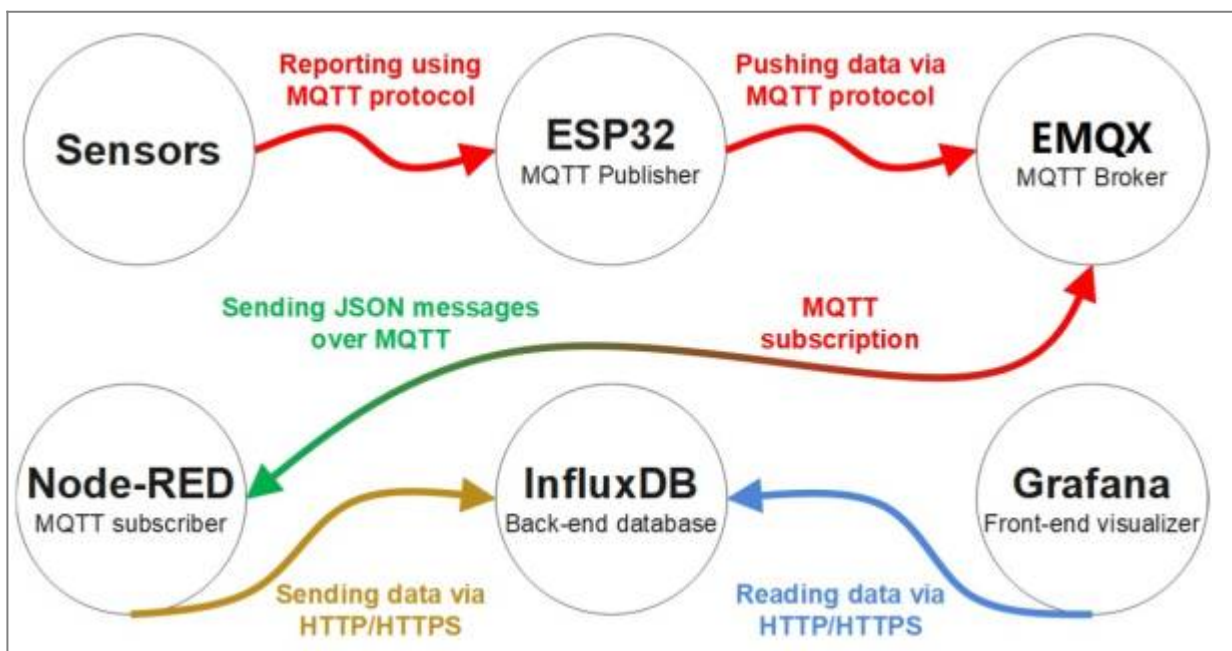 Reporting using
MQTT protocol
Pushing data via
MQTT protocol
Sensors
ESP32
MQTT Publisher
EMQX
MQTT Broker
Sending JSON messages
over MQTT
MQTT
subscription
Node-RED
MQTT subscriber
InfluxDB
Back-end database
Grafana
Front-end visualizer
Sending data via
HTTP/HTTPS
Reading data via
HTTP/HTTPS